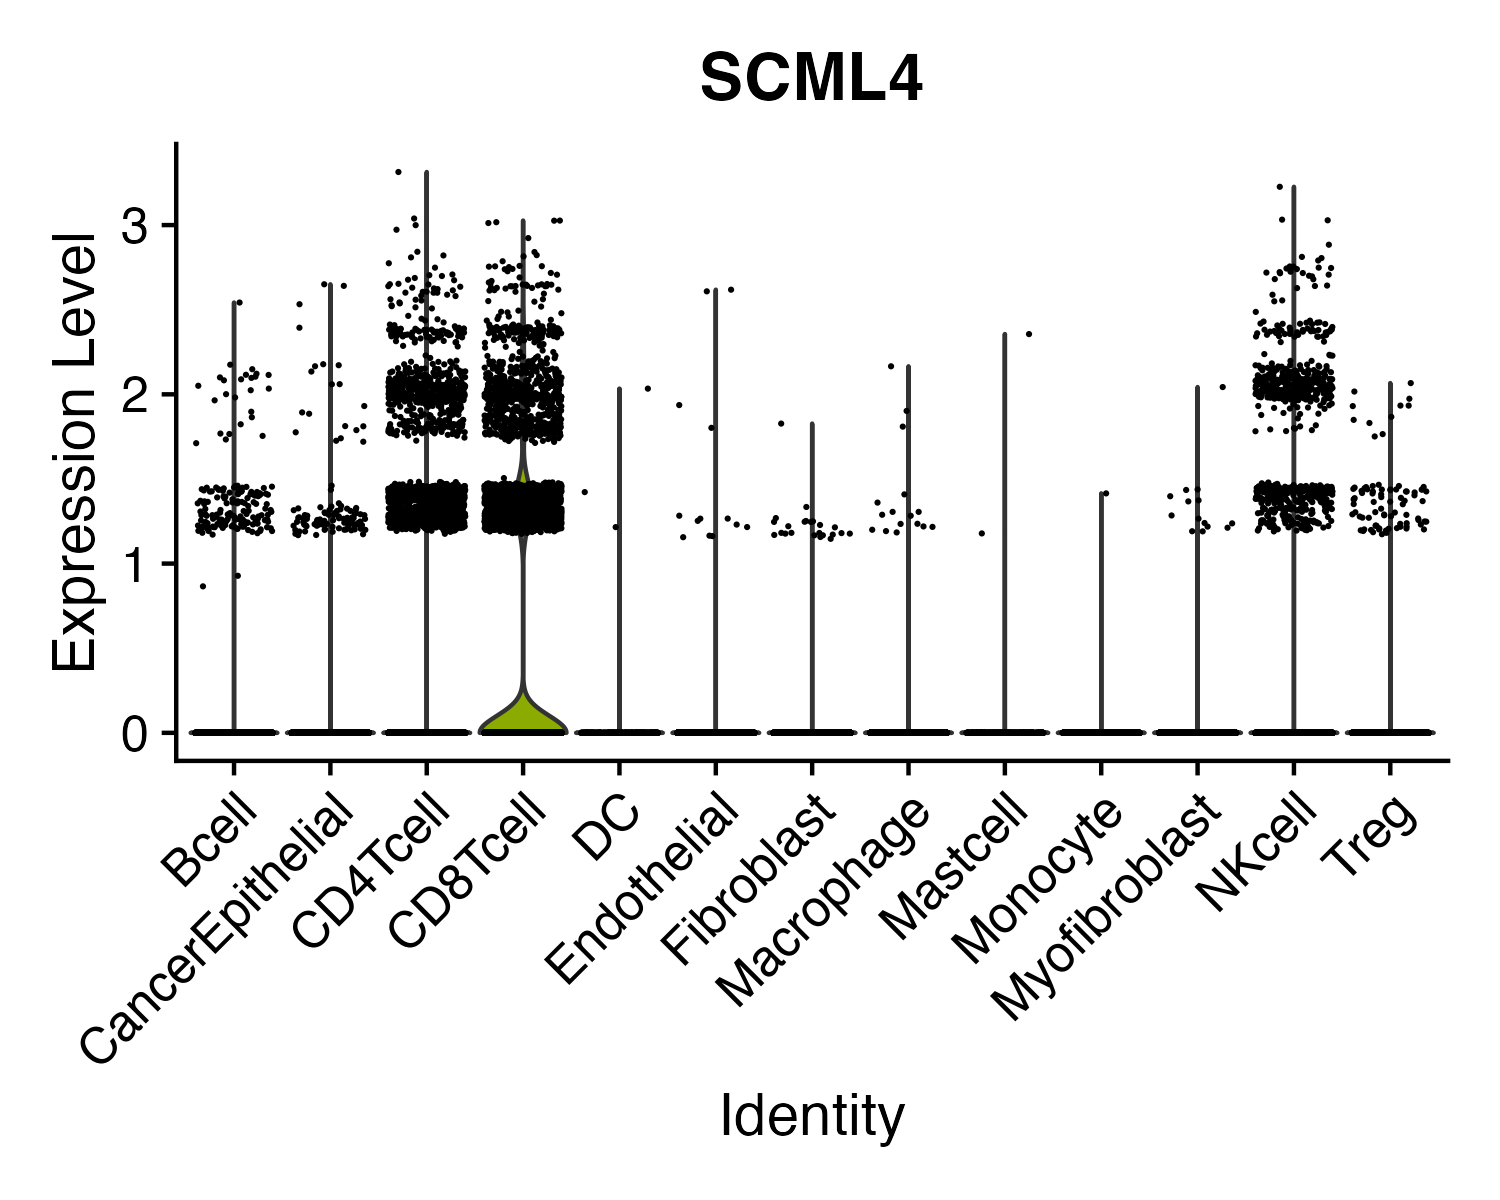 SCML4
Expression Level
3
2
1
0
Bcell
CancerEpithelial
CD4Tcell
CD8Tcell
DC
Endothelial
Fibroblast
Macrophage
Mastcell
Monocyte
Myofibroblast
NKcell
Treg
Identity